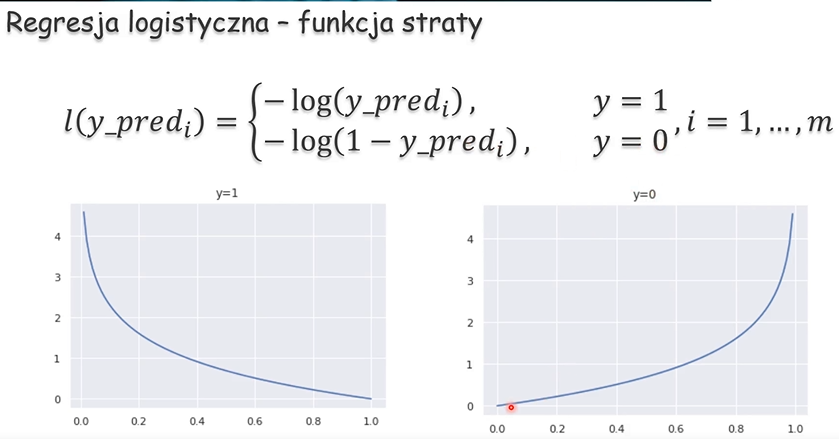 Regresja logistyczna – funkcja straty
l(y_pred_i) = { − log(y_pred_i), y = 1
− log(1 − y_pred_i), y = 0 , i = 1, … , m
y=1
4
3
2
1
0
0.0 0.2 0.4 0.6 0.8 1.0
y=0
4
3
2
1
0
0.0 0.2 0.4 0.6 0.8 1.0